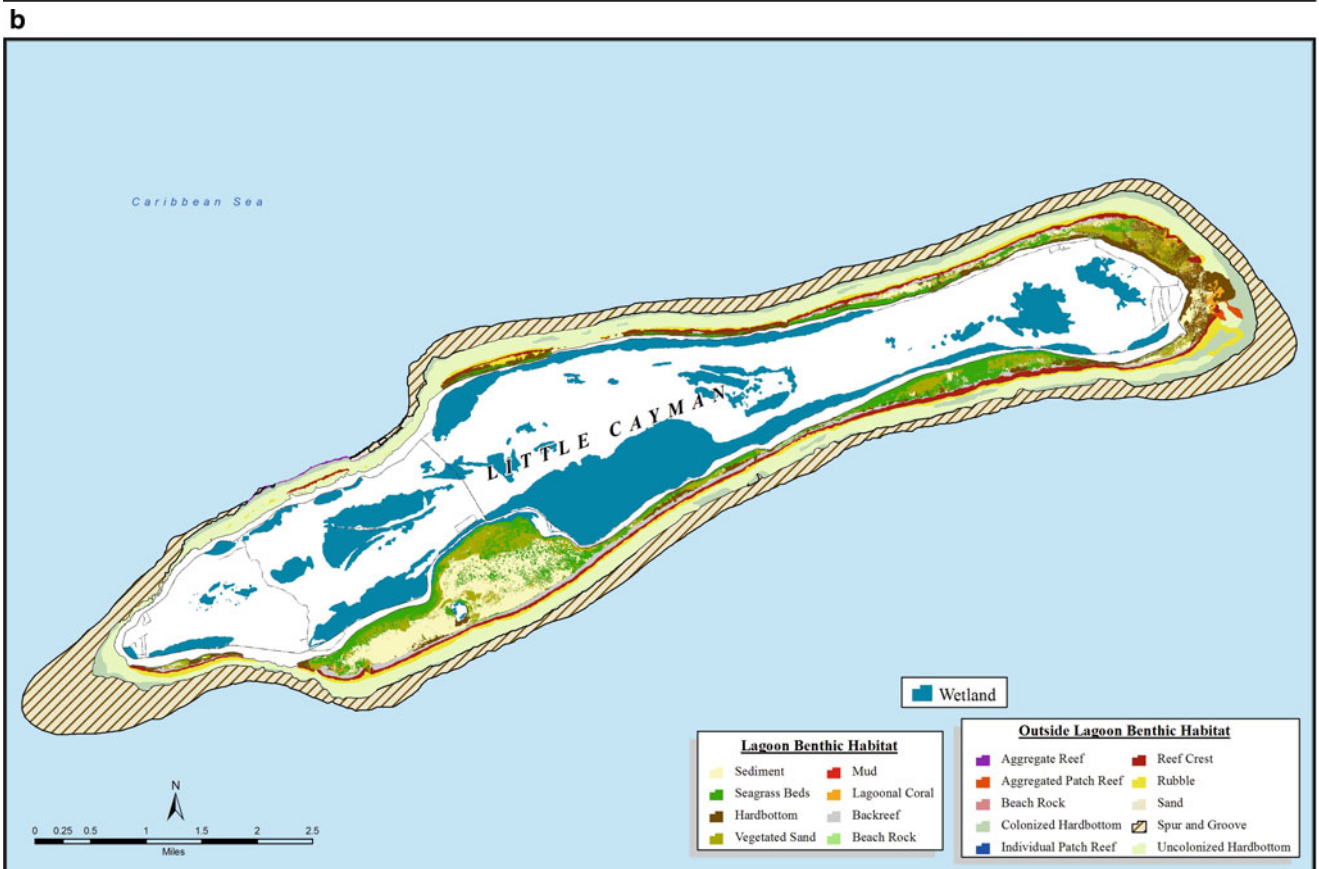 b
Caribbean Sea
LITTLE CAYMAN
Wetland
Lagoon Benthic Habitat
Sediment
Mud
Seagrass Beds
Lagoonal Coral
Hardbottom
Backreef
Vegetated Sand
Beach Rock
Outside Lagoon Benthic Habitat
Aggregate Reef
Reef Crest
Aggregated Patch Reef
Rubble
Beach Rock
Sand
Colonized Hardbottom
Spur and Groove
Individual Patch Reef
Uncolonized Hardbottom
N
0 0.25 0.5 1 1.5 2 2.5
Miles